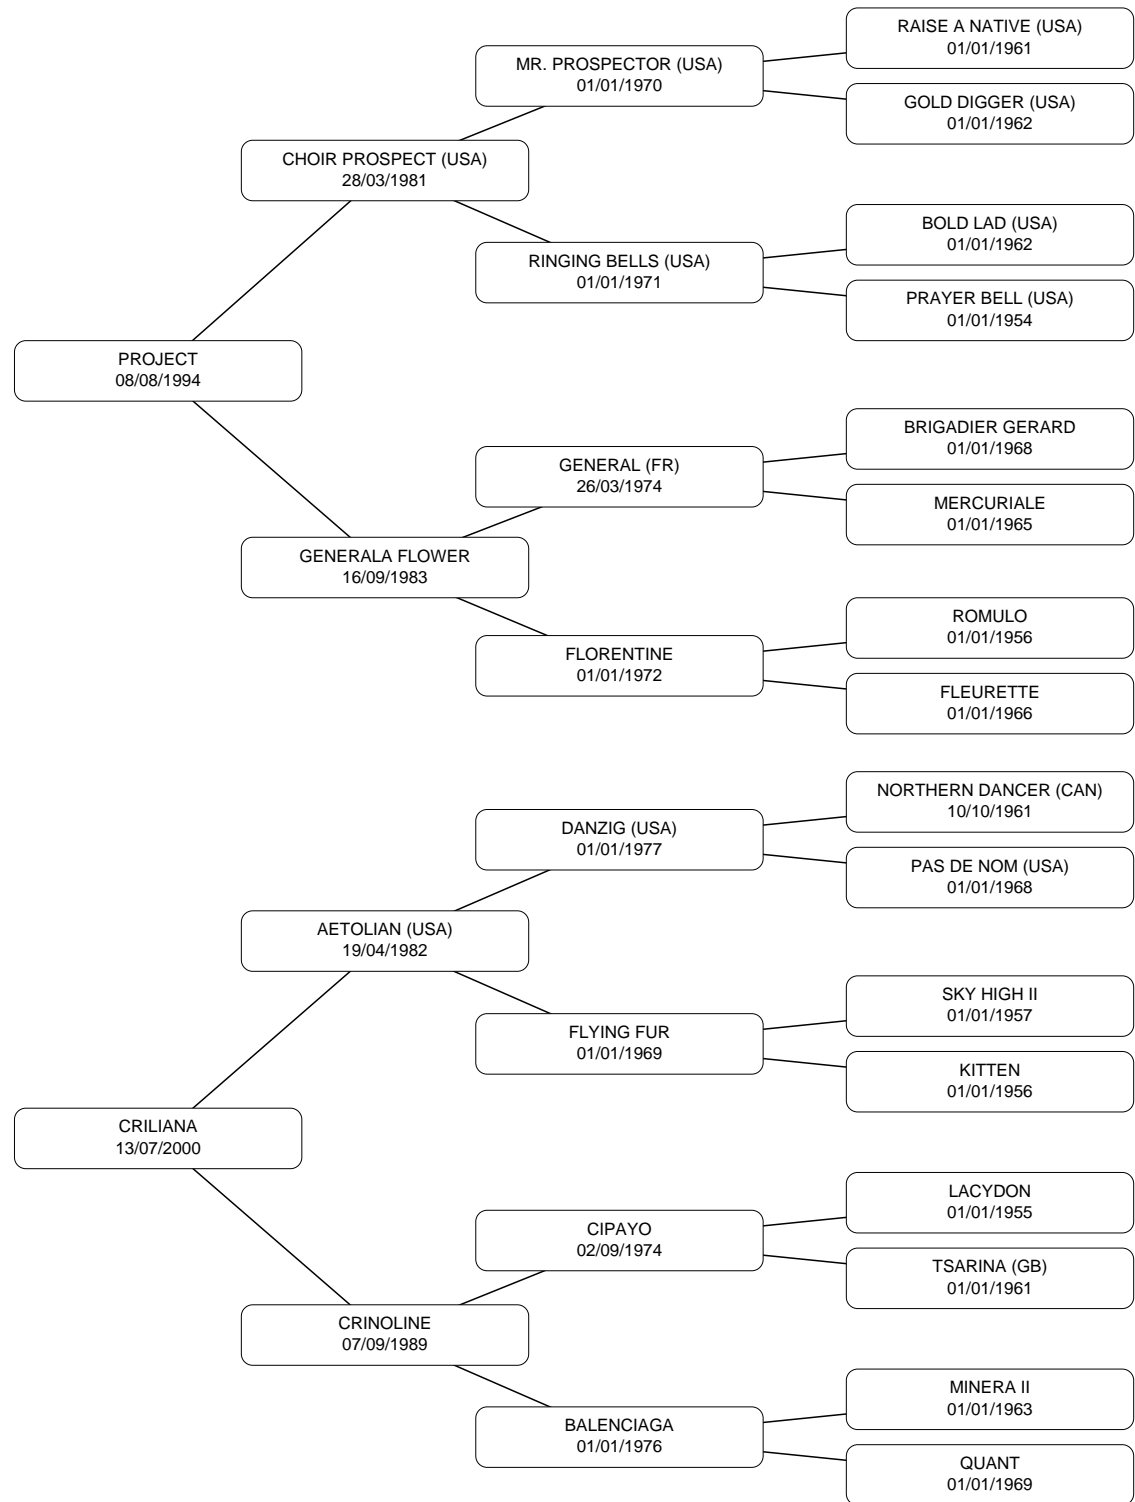 RAISE A NATIVE (USA)
01/01/1961
MR. PROSPECTOR (USA)
01/01/1970
GOLD DIGGER (USA)
01/01/1962
CHOIR PROSPECT (USA)
28/03/1981
BOLD LAD (USA)
01/01/1962
RINGING BELLS (USA)
01/01/1971
PRAYER BELL (USA)
01/01/1954
PROJECT
08/08/1994
BRIGADIER GERARD
01/01/1968
GENERAL (FR)
26/03/1974
MERCURIALE
01/01/1965
GENERALA FLOWER
16/09/1983
ROMULO
01/01/1956
FLORENTINE
01/01/1972
FLEURETTE
01/01/1966
NORTHERN DANCER (CAN)
10/10/1961
DANZIG (USA)
01/01/1977
PAS DE NOM (USA)
01/01/1968
AETOLIAN (USA)
19/04/1982
SKY HIGH II
01/01/1957
FLYING FUR
01/01/1969
KITTEN
01/01/1956
CRILIANA
13/07/2000
LACYDON
01/01/1955
CIPAYO
02/09/1974
TSARINA (GB)
01/01/1961
CRINOLINE
07/09/1989
MINERA II
01/01/1963
BALENCIAGA
01/01/1976
QUANT
01/01/1969